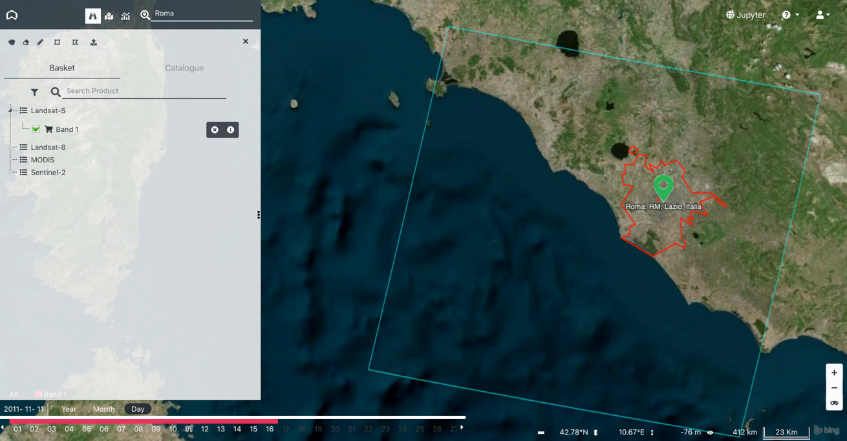 Roma
Jupyter
Basket Catalogue
Search Product
Landsat-5
Band 1
Landsat-8
MODIS
Sentinel-2
Roma, RM, Lazio, Italia
All Band 1
2011- 11- 11 Year Month Day
01 02 03 04 05 06 07 08 09 10 11 12 13 14 15 16 17 18 19 20 21 22 23 24 25 26 27
42.78°N 10.67°E -76 m 412 km 23 Km
bing